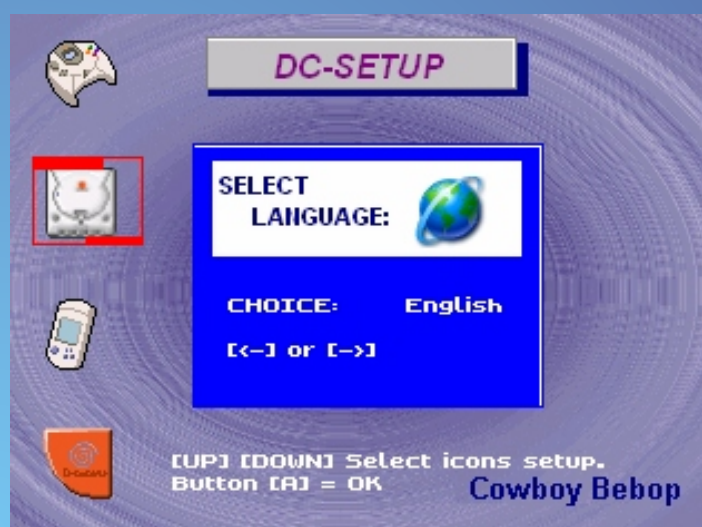 DC-SETUP
SELECT
LANGUAGE:
CHOICE: English
[<-] or [->]
[UP] [DOWN] Select icons setup.
Button [A] = OK
Cowboy Bebop